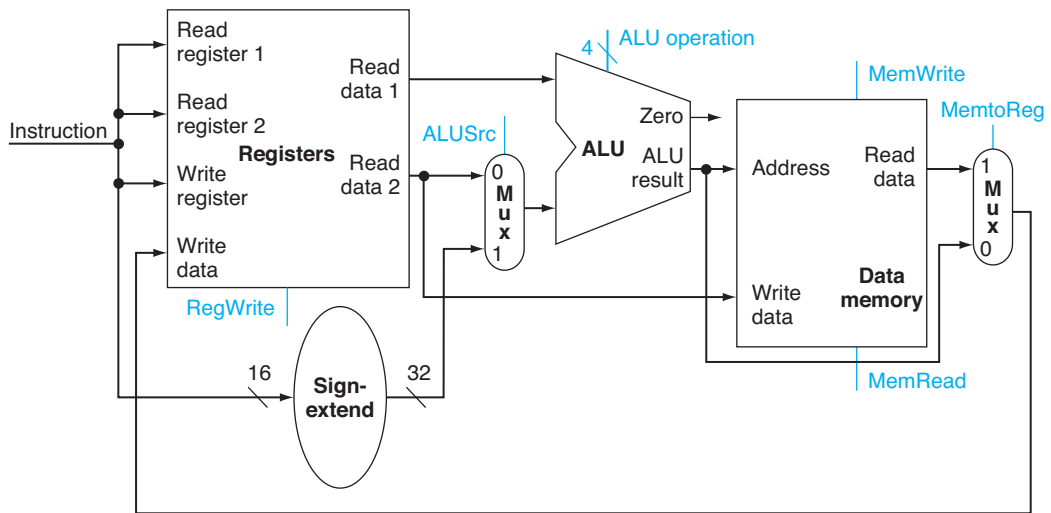 Instruction
Read
register 1
Read
register 2
Write
register
Write
data
Registers
Read
data 1
Read
data 2
RegWrite
16
Sign-
extend
32
ALUSrc
0
M
u
x
1
4
ALU operation
ALU
Zero
ALU
result
MemWrite
Address
Read
data
Write
data
Data
memory
MemRead
MemtoReg
1
M
u
x
0